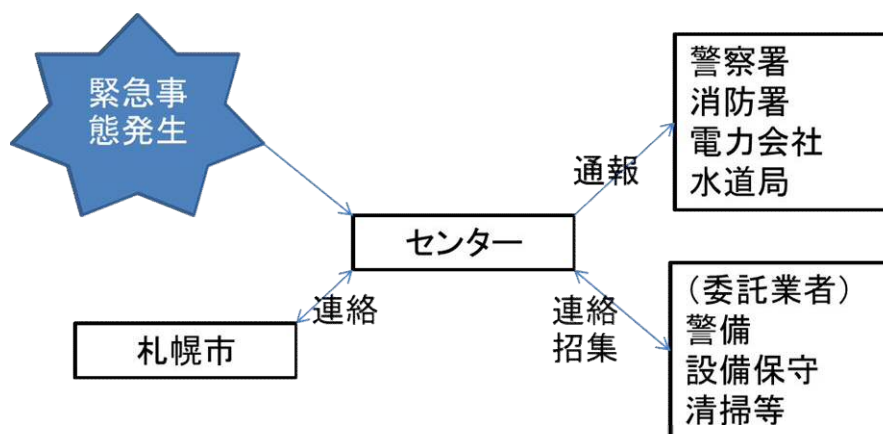 緊急事
態発生
警察署
消防署
電力会社
水道局
通報
センター
連絡
札幌市
連絡
招集
（委託業者）
警備
設備保守
清掃等